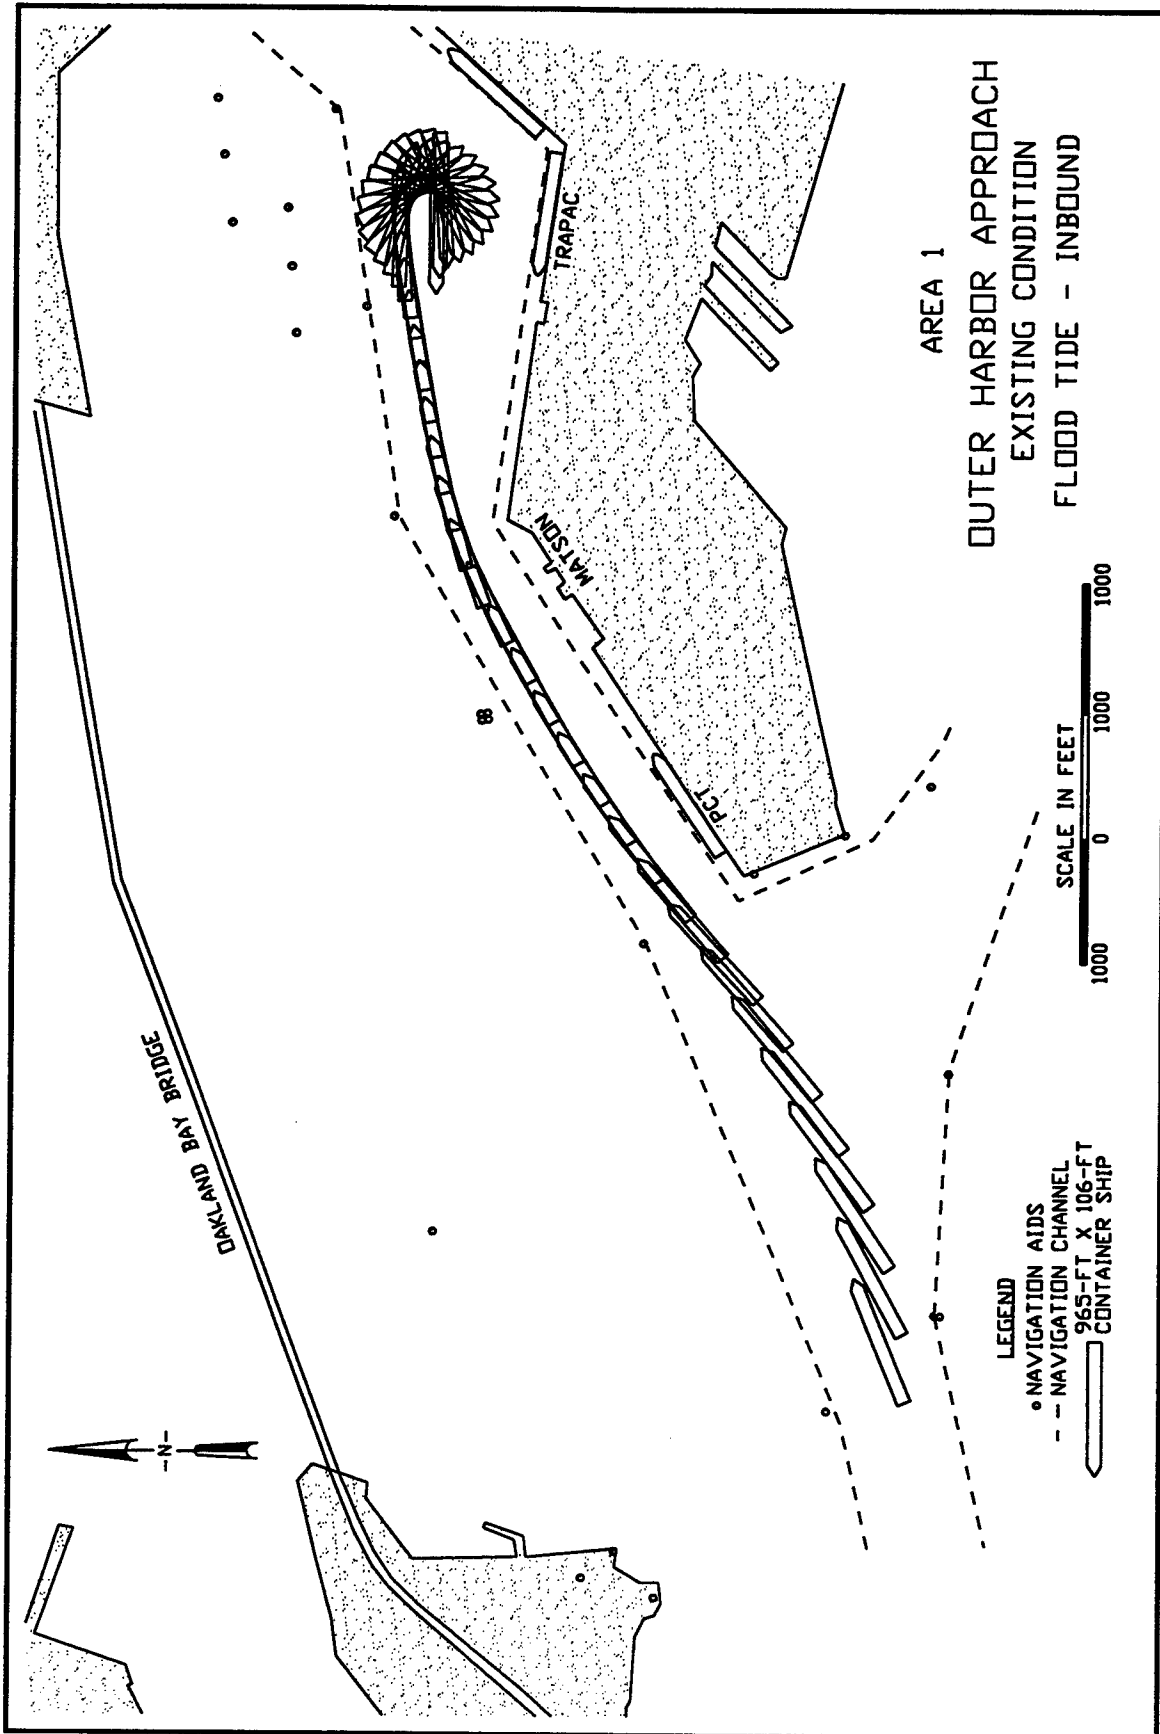 OAKLAND BAY BRIDGE
TRAPAC
MATSON
PCT
-N-
AREA 1
OUTER HARBOR APPROACH
EXISTING CONDITION
FLOOD TIDE - INBOUND
SCALE IN FEET
1000 0 1000 1000
LEGEND
NAVIGATION AIDS
-- NAVIGATION CHANNEL
965-FT X 106-FT
CONTAINER SHIP